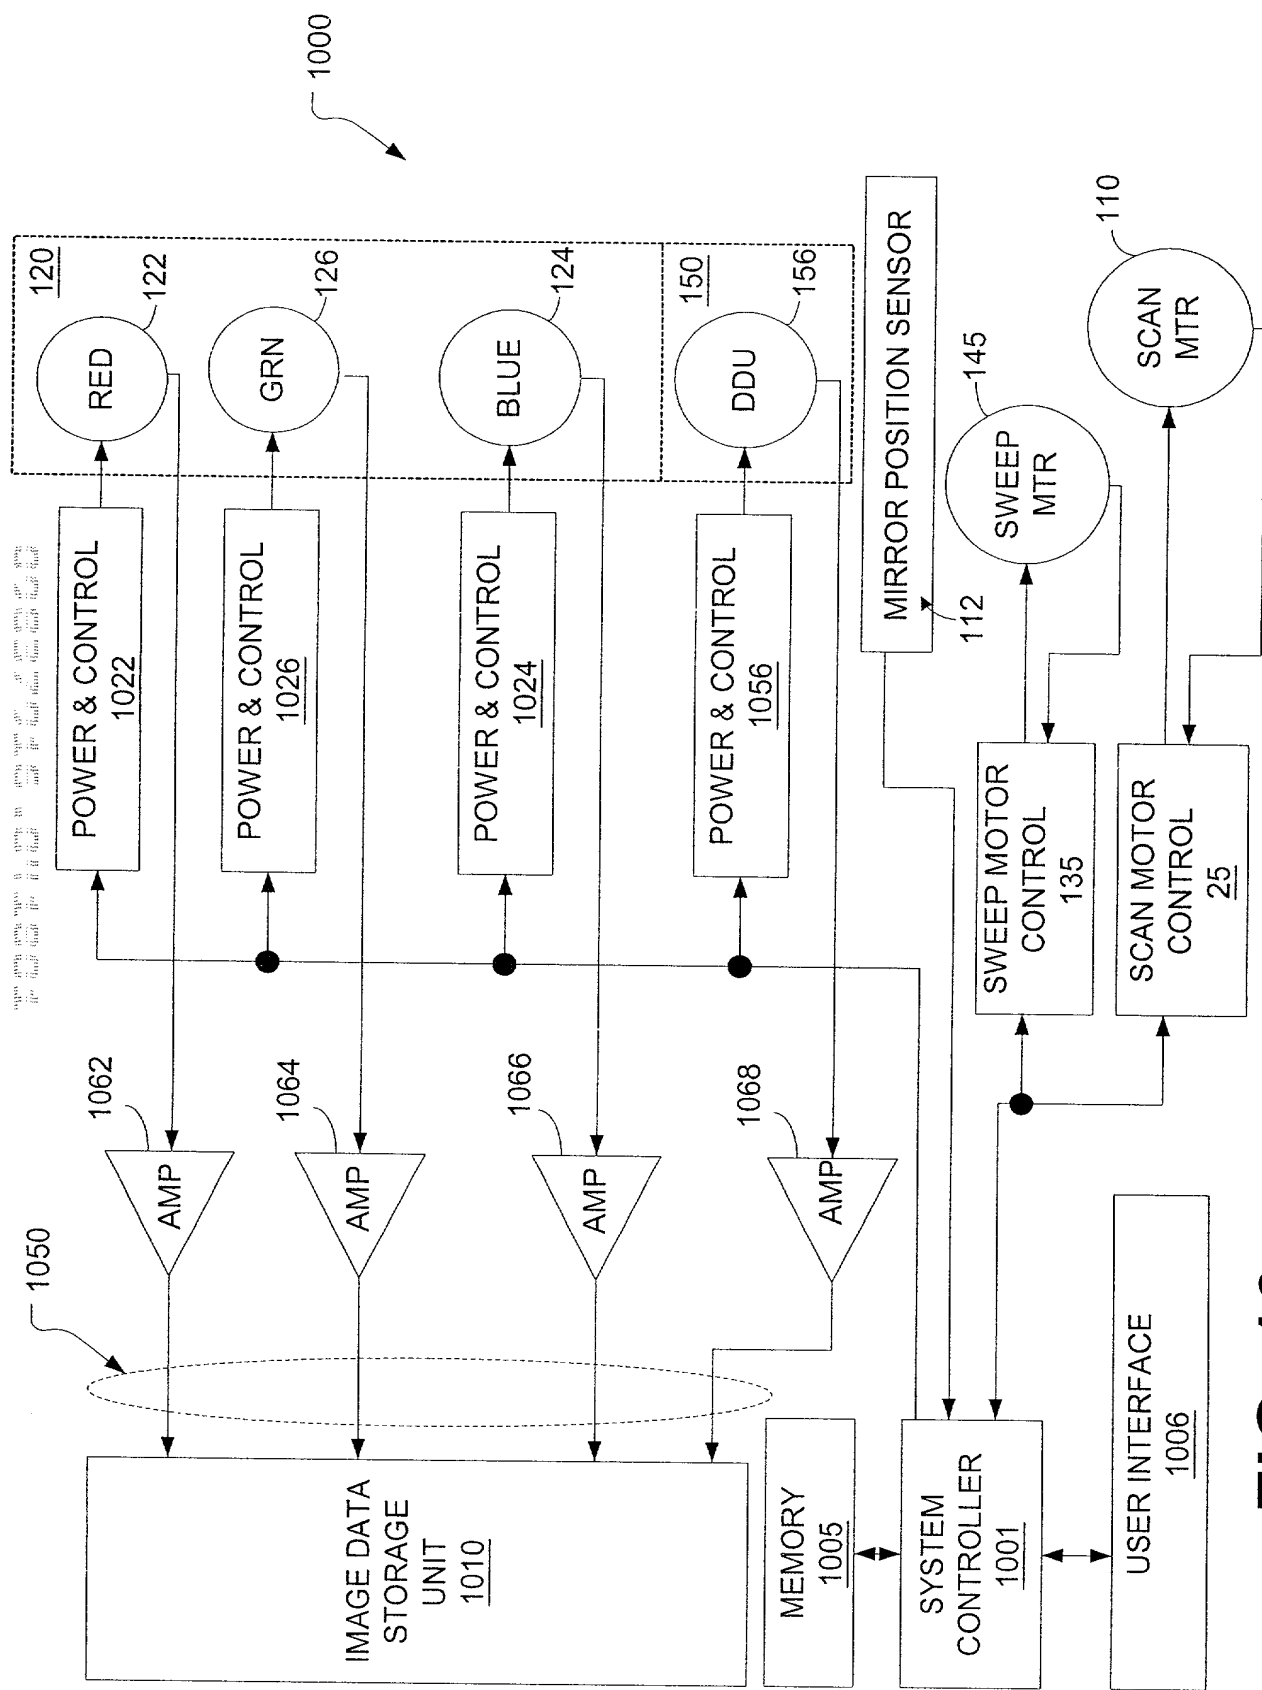 1000
120
RED
122
GRN
126
BLUE
124
150
DDU
156
POWER & CONTROL
1022
POWER & CONTROL
1026
POWER & CONTROL
1024
POWER & CONTROL
1056
MIRROR POSITION SENSOR
112
SWEEP
MTR
145
SCAN
MTR
110
SWEEP MOTOR
CONTROL
135
SCAN MOTOR
CONTROL
25
1062
AMP
1064
AMP
1066
AMP
1068
AMP
1050
IMAGE DATA
STORAGE
UNIT
1010
MEMORY
1005
SYSTEM
CONTROLLER
1001
USER INTERFACE
1006